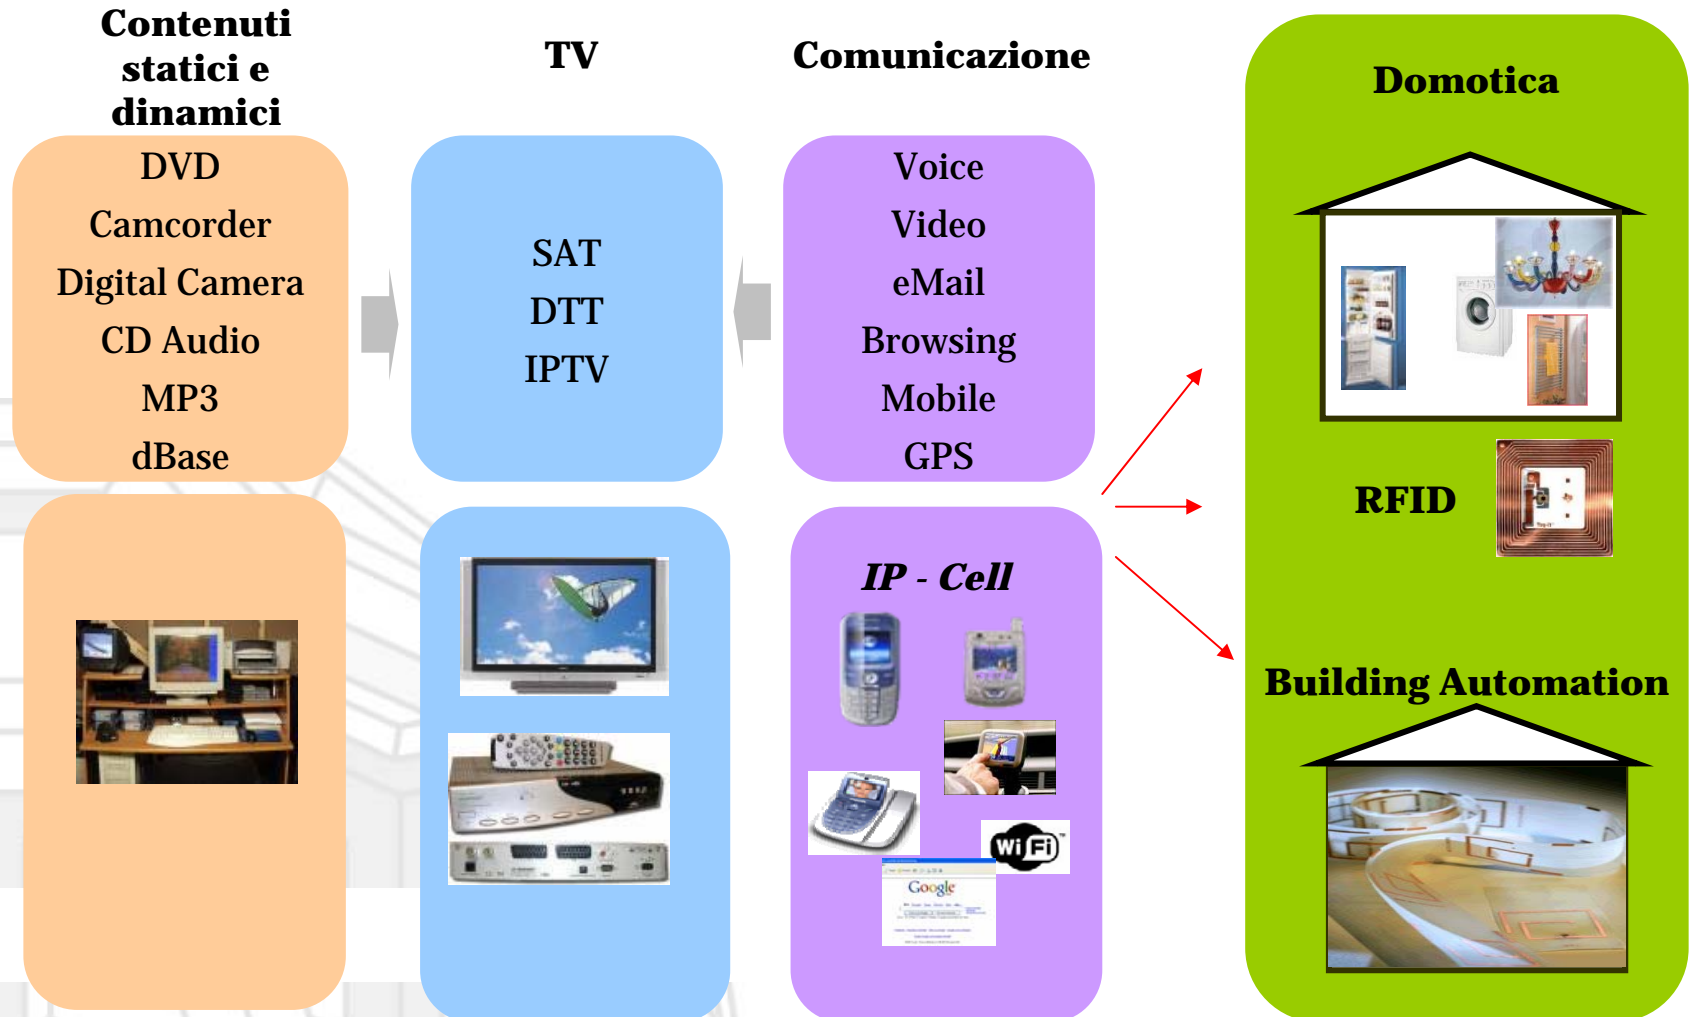 Contenuti
statici e
dinamici
DVD
Camcorder
Digital Camera
CD Audio
MP3
dBase
TV
SAT
DTT
IPTV
Comunicazione
Voice
Video
eMail
Browsing
Mobile
GPS
IP - Cell
Wi Fi
Google
Domotica
RFID
Building Automation